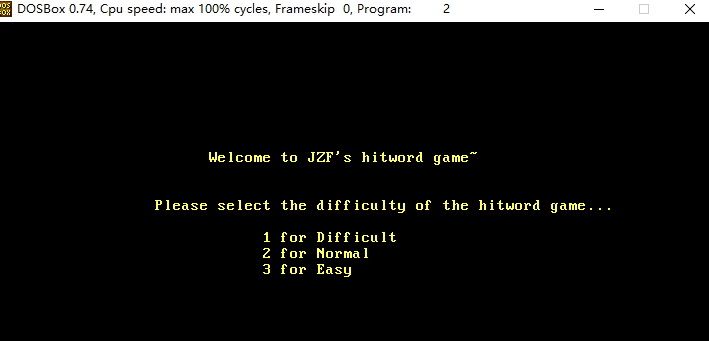 DOSBox 0.74, Cpu speed: max 100% cycles, Frameskip 0, Program: 2
Welcome to JZF's hitword game~
Please select the difficulty of the hitword game...
1 for Difficult
2 for Normal
3 for Easy